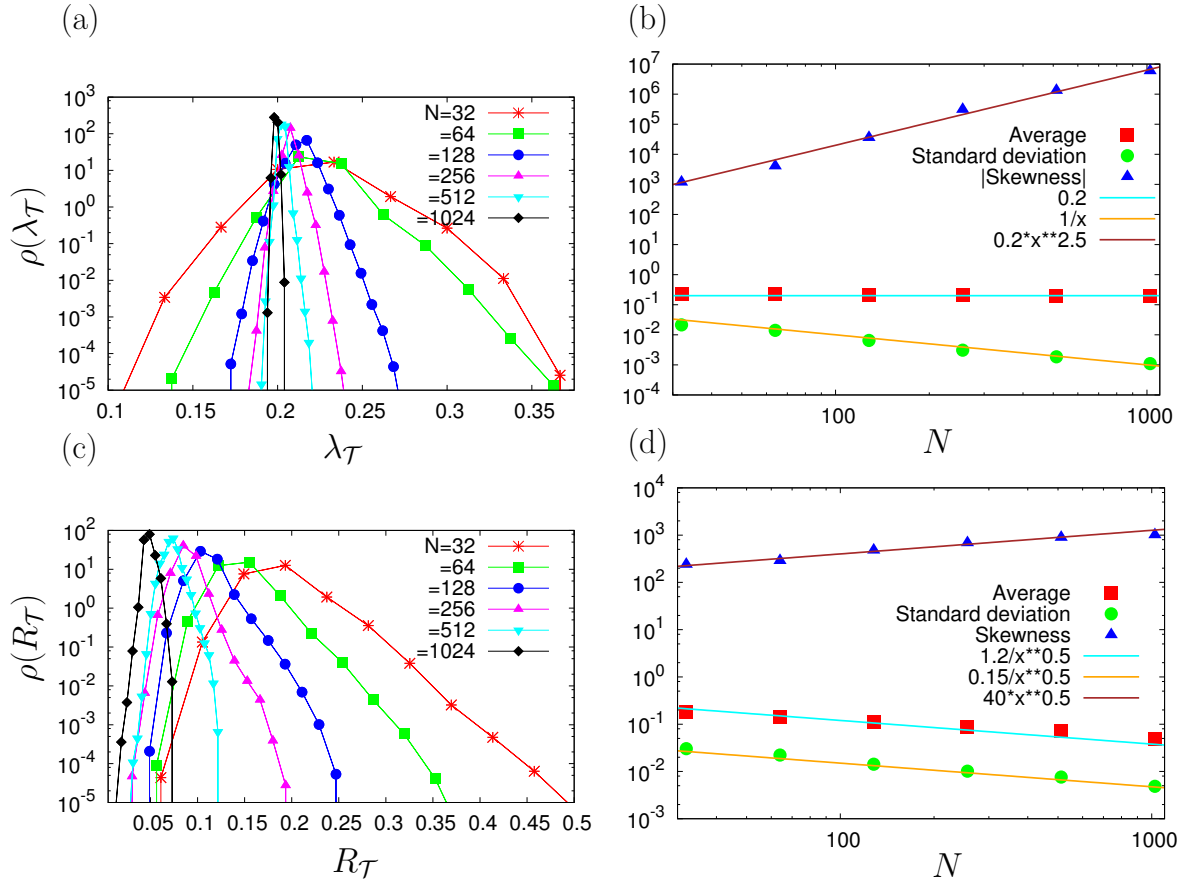 (a)
10^3
10^2
10^1
10^0
10^-1
10^-2
10^-3
10^-4
10^-5
ρ(λ_𝒯)
N=32
=64
=128
=256
=512
=1024
0.1 0.15 0.2 0.25 0.3 0.35
λ_𝒯
(b)
10^7
10^6
10^5
10^4
10^3
10^2
10^1
10^0
10^-1
10^-2
10^-3
10^-4
Average
Standard deviation
|Skewness|
0.2
1/x
0.2*x**2.5
100 1000
N
(c)
10^2
10^1
10^0
10^-1
10^-2
10^-3
10^-4
10^-5
ρ(R_𝒯)
N=32
=64
=128
=256
=512
=1024
0.05 0.1 0.15 0.2 0.25 0.3 0.35 0.4 0.45 0.5
R_𝒯
(d)
10^4
10^3
10^2
10^1
10^0
10^-1
10^-2
10^-3
Average
Standard deviation
Skewness
1.2/x**0.5
0.15/x**0.5
40*x**0.5
100 1000
N